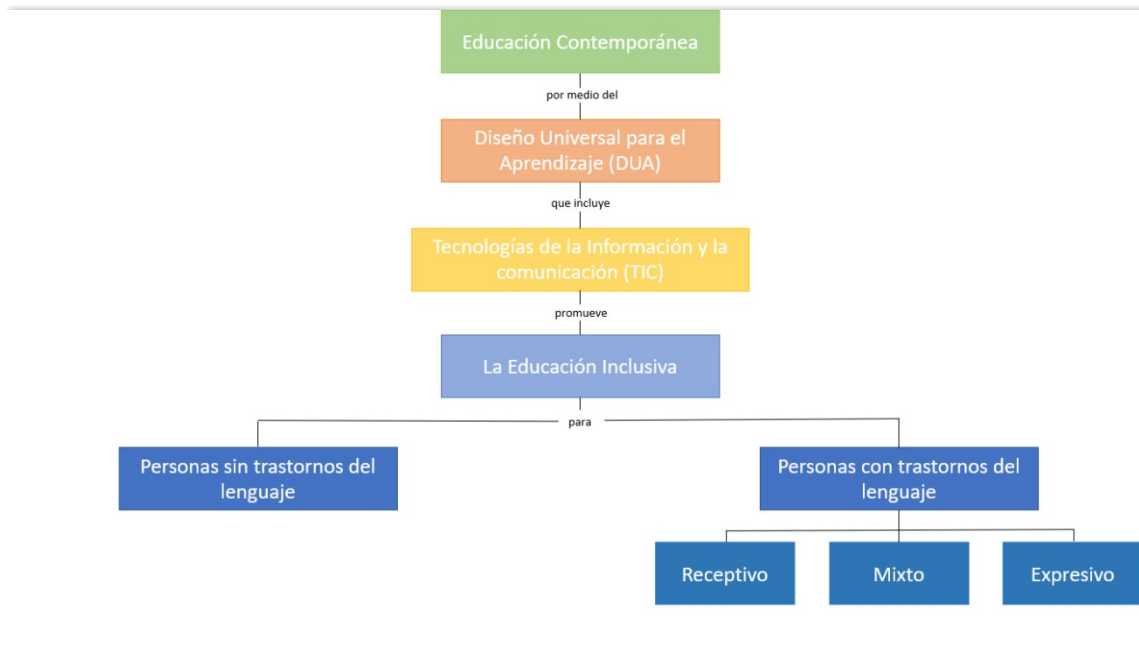 Educación Contemporánea
por medio del
Diseño Universal para el
Aprendizaje (DUA)
que incluye
Tecnologías de la Información y la
comunicación (TIC)
promueve
La Educación Inclusiva
para
Personas sin trastornos del
lenguaje
Personas con trastornos del
lenguaje
Receptivo
Mixto
Expresivo